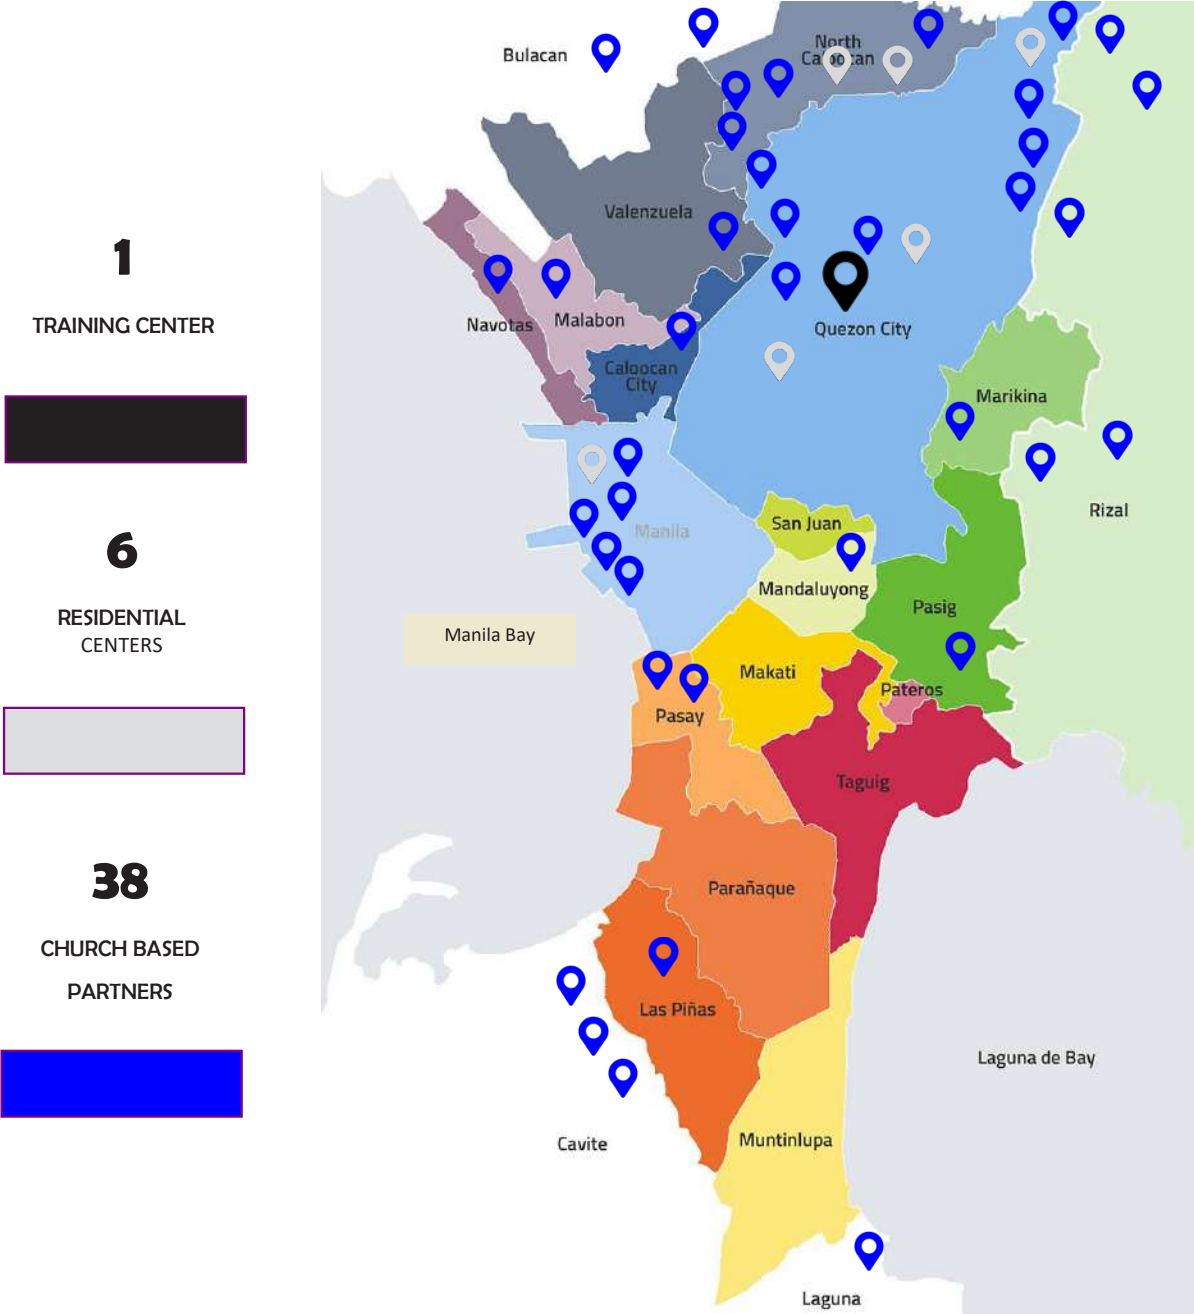 1
TRAINING CENTER
6
RESIDENTIAL
CENTERS
38
CHURCH BASED
PARTNERS
Bulacan
North
Caloocan
Valenzuela
Navotas
Malabon
Caloocan
City
Quezon City
Marikina
Manila
San Juan
Mandaluyong
Rizal
Pasig
Manila Bay
Makati
Pateros
Pasay
Taguig
Parañaque
Las Piñas
Laguna de Bay
Cavite
Muntinlupa
Laguna